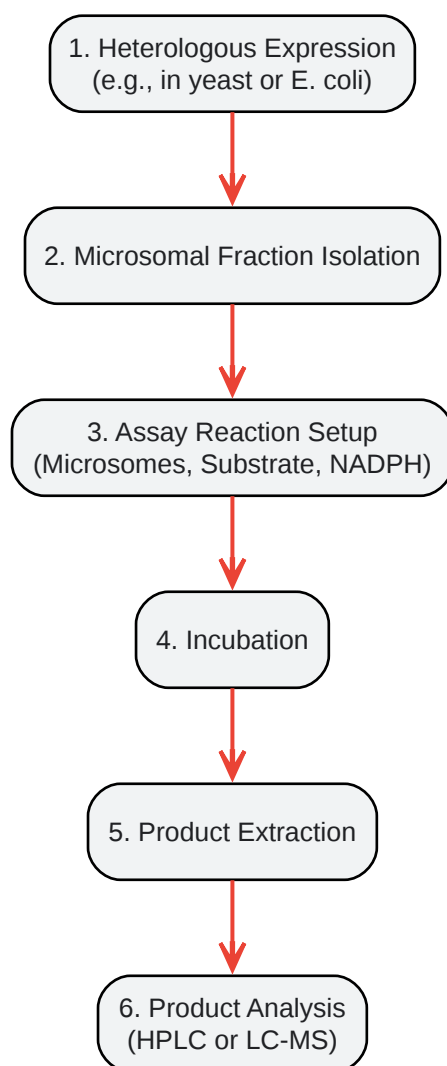 1. Heterologous Expression
(e.g., in yeast or E. coli)
2. Microsomal Fraction Isolation
3. Assay Reaction Setup
(Microsomes, Substrate, NADPH)
4. Incubation
5. Product Extraction
6. Product Analysis
(HPLC or LC-MS)